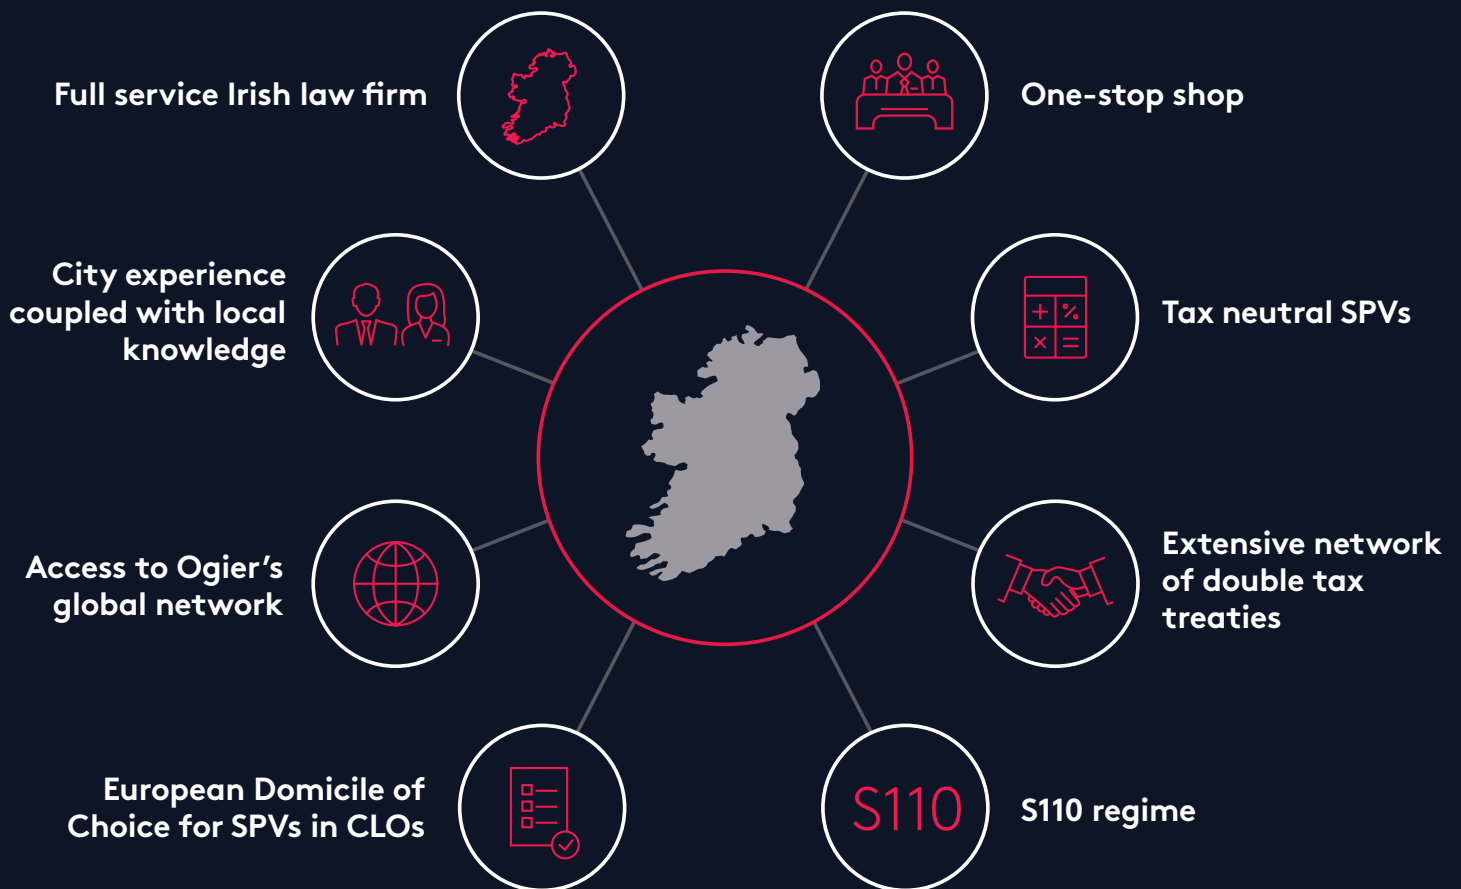 Full service Irish law firm
One-stop shop
City experience
coupled with local
knowledge
Tax neutral SPVs
Access to Ogier’s
global network
Extensive network
of double tax
treaties
European Domicile of
Choice for SPVs in CLOs
S110
S110 regime